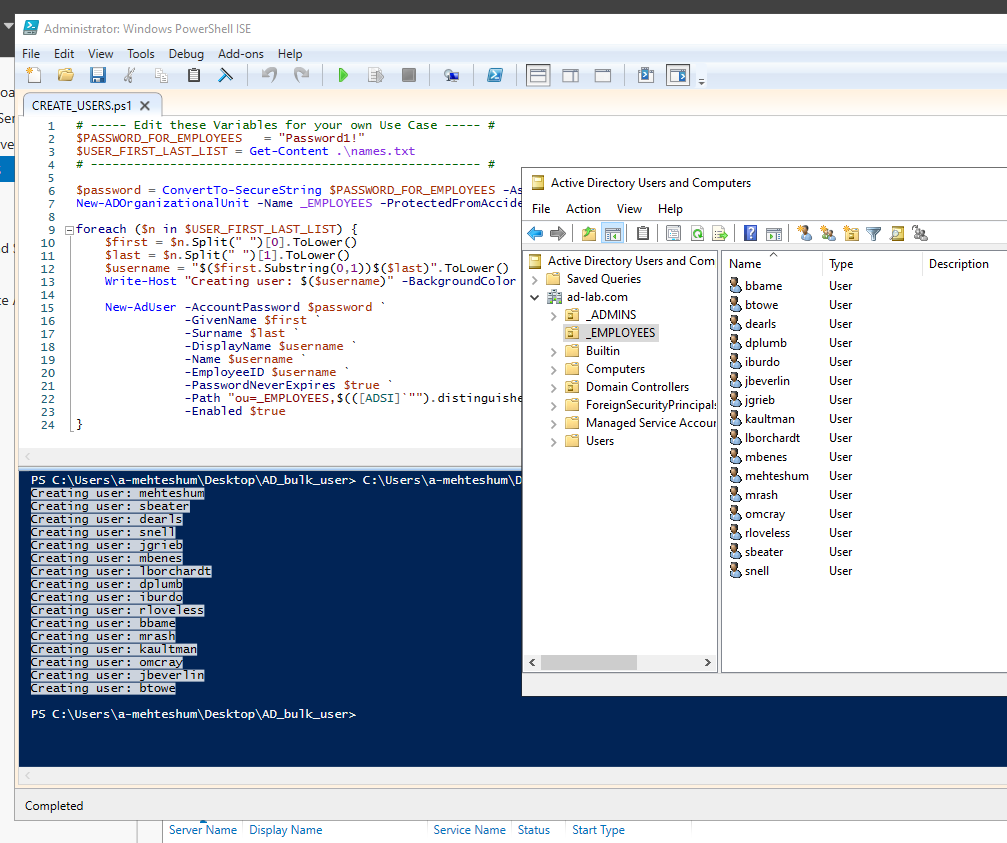 Administrator: Windows PowerShell ISE
File Edit View Tools Debug Add-ons Help
CREATE_USERS.ps1
1 # ----- Edit these Variables for your own Use Case ----- #
2 $PASSWORD_FOR_EMPLOYEES   = "Password1!"
3 $USER_FIRST_LAST_LIST = Get-Content .\names.txt
4 # ------------------------------------------------------ #
5
6 $password = ConvertTo-SecureString $PASSWORD_FOR_EMPLOYEES -As
7 New-ADOrganizationalUnit -Name _EMPLOYEES -ProtectedFromAccide
8
9 foreach ($n in $USER_FIRST_LAST_LIST) {
10     $first = $n.Split(" ")[0].ToLower()
11     $last = $n.Split(" ")[1].ToLower()
12     $username = "$($first.Substring(0,1))$($last)".ToLower()
13     Write-Host "Creating user: $($username)" -BackgroundColor
14
15     New-AdUser -AccountPassword $password `
16                -GivenName $first `
17                -Surname $last `
18                -DisplayName $username `
19                -Name $username `
20                -EmployeeID $username `
21                -PasswordNeverExpires $true `
22                -Path "ou=_EMPLOYEES,$(([ADSI]`"").distinguishe
23                -Enabled $true
24 }
PS C:\Users\a-mehteshum\Desktop\AD_bulk_user> C:\Users\a-mehteshum\D
Creating user: mehteshum
Creating user: sbeater
Creating user: dearls
Creating user: snell
Creating user: jgrieb
Creating user: mbenes
Creating user: lborchardt
Creating user: dplumb
Creating user: iburdo
Creating user: rloveless
Creating user: bbame
Creating user: mrash
Creating user: kaultman
Creating user: omcray
Creating user: jbeverlin
Creating user: btowe
PS C:\Users\a-mehteshum\Desktop\AD_bulk_user>
Completed
Active Directory Users and Computers
File Action View Help
Active Directory Users and Com
Saved Queries
ad-lab.com
_ADMINS
_EMPLOYEES
Builtin
Computers
Domain Controllers
ForeignSecurityPrincipals
Managed Service Accour
Users
Name Type Description
bbame User
btowe User
dearls User
dplumb User
iburdo User
jbeverlin User
jgrieb User
kaultman User
lborchardt User
mbenes User
mehteshum User
mrash User
omcray User
rloveless User
sbeater User
snell User
Server Name Display Name Service Name Status Start Type